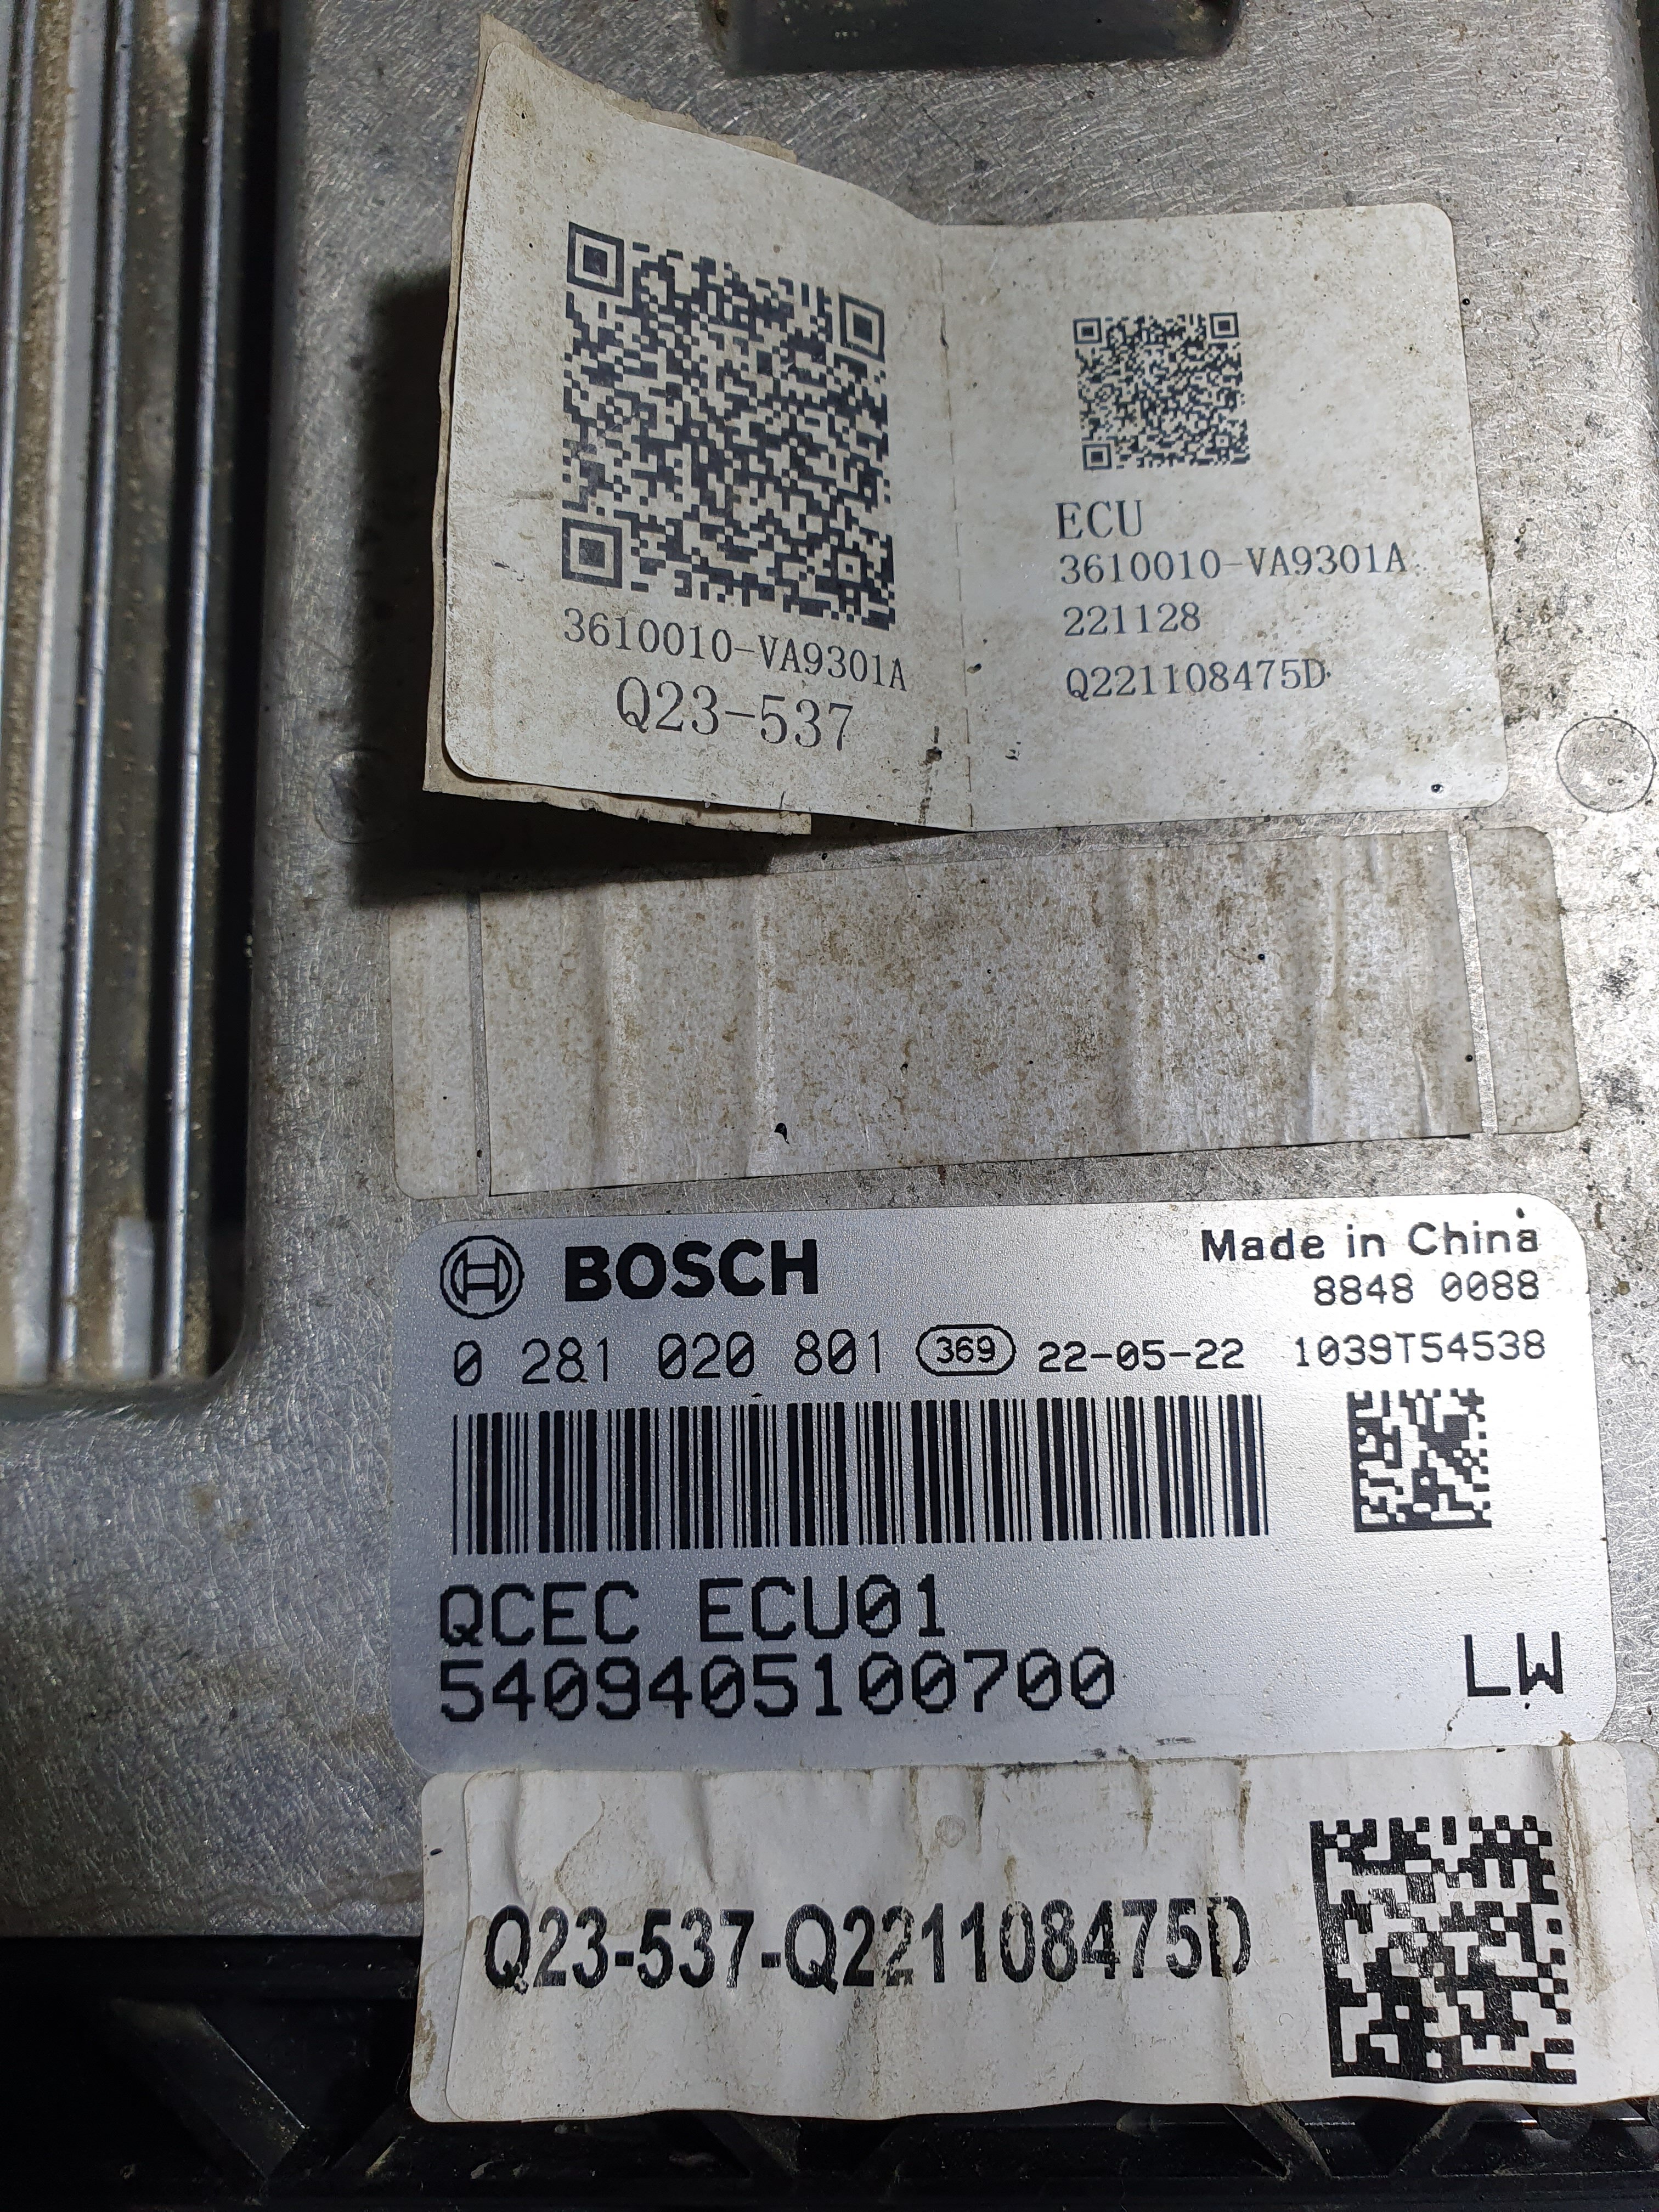 3610010-VA9301A
Q23-537
ECU
3610010-VA9301A
221128
Q221108475D
BOSCH
Made in China
8848 0088
0 281 020 801 369 22-05-22 1039T54538
QCEC ECU01
5409405100700
LW
Q23-537-Q221108475D